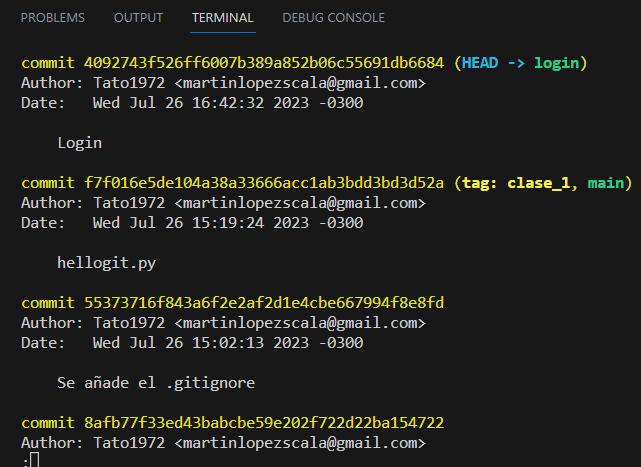 PROBLEMS OUTPUT TERMINAL DEBUG CONSOLE
commit 4092743f526ff6007b389a852b06c55691db6684 (HEAD -> login)
Author: Tato1972 <martinlopezscala@gmail.com>
Date:   Wed Jul 26 16:42:32 2023 -0300
Login
commit f7f016e5de104a38a33666acc1ab3bdd3bd3d52a (tag: clase_1, main)
Author: Tato1972 <martinlopezscala@gmail.com>
Date:   Wed Jul 26 15:19:24 2023 -0300
hellogit.py
commit 55373716f843a6f2e2af2d1e4cbe667994f8e8fd
Author: Tato1972 <martinlopezscala@gmail.com>
Date:   Wed Jul 26 15:02:13 2023 -0300
Se añade el .gitignore
commit 8afb77f33ed43babcbe59e202f722d22ba154722
Author: Tato1972 <martinlopezscala@gmail.com>
: